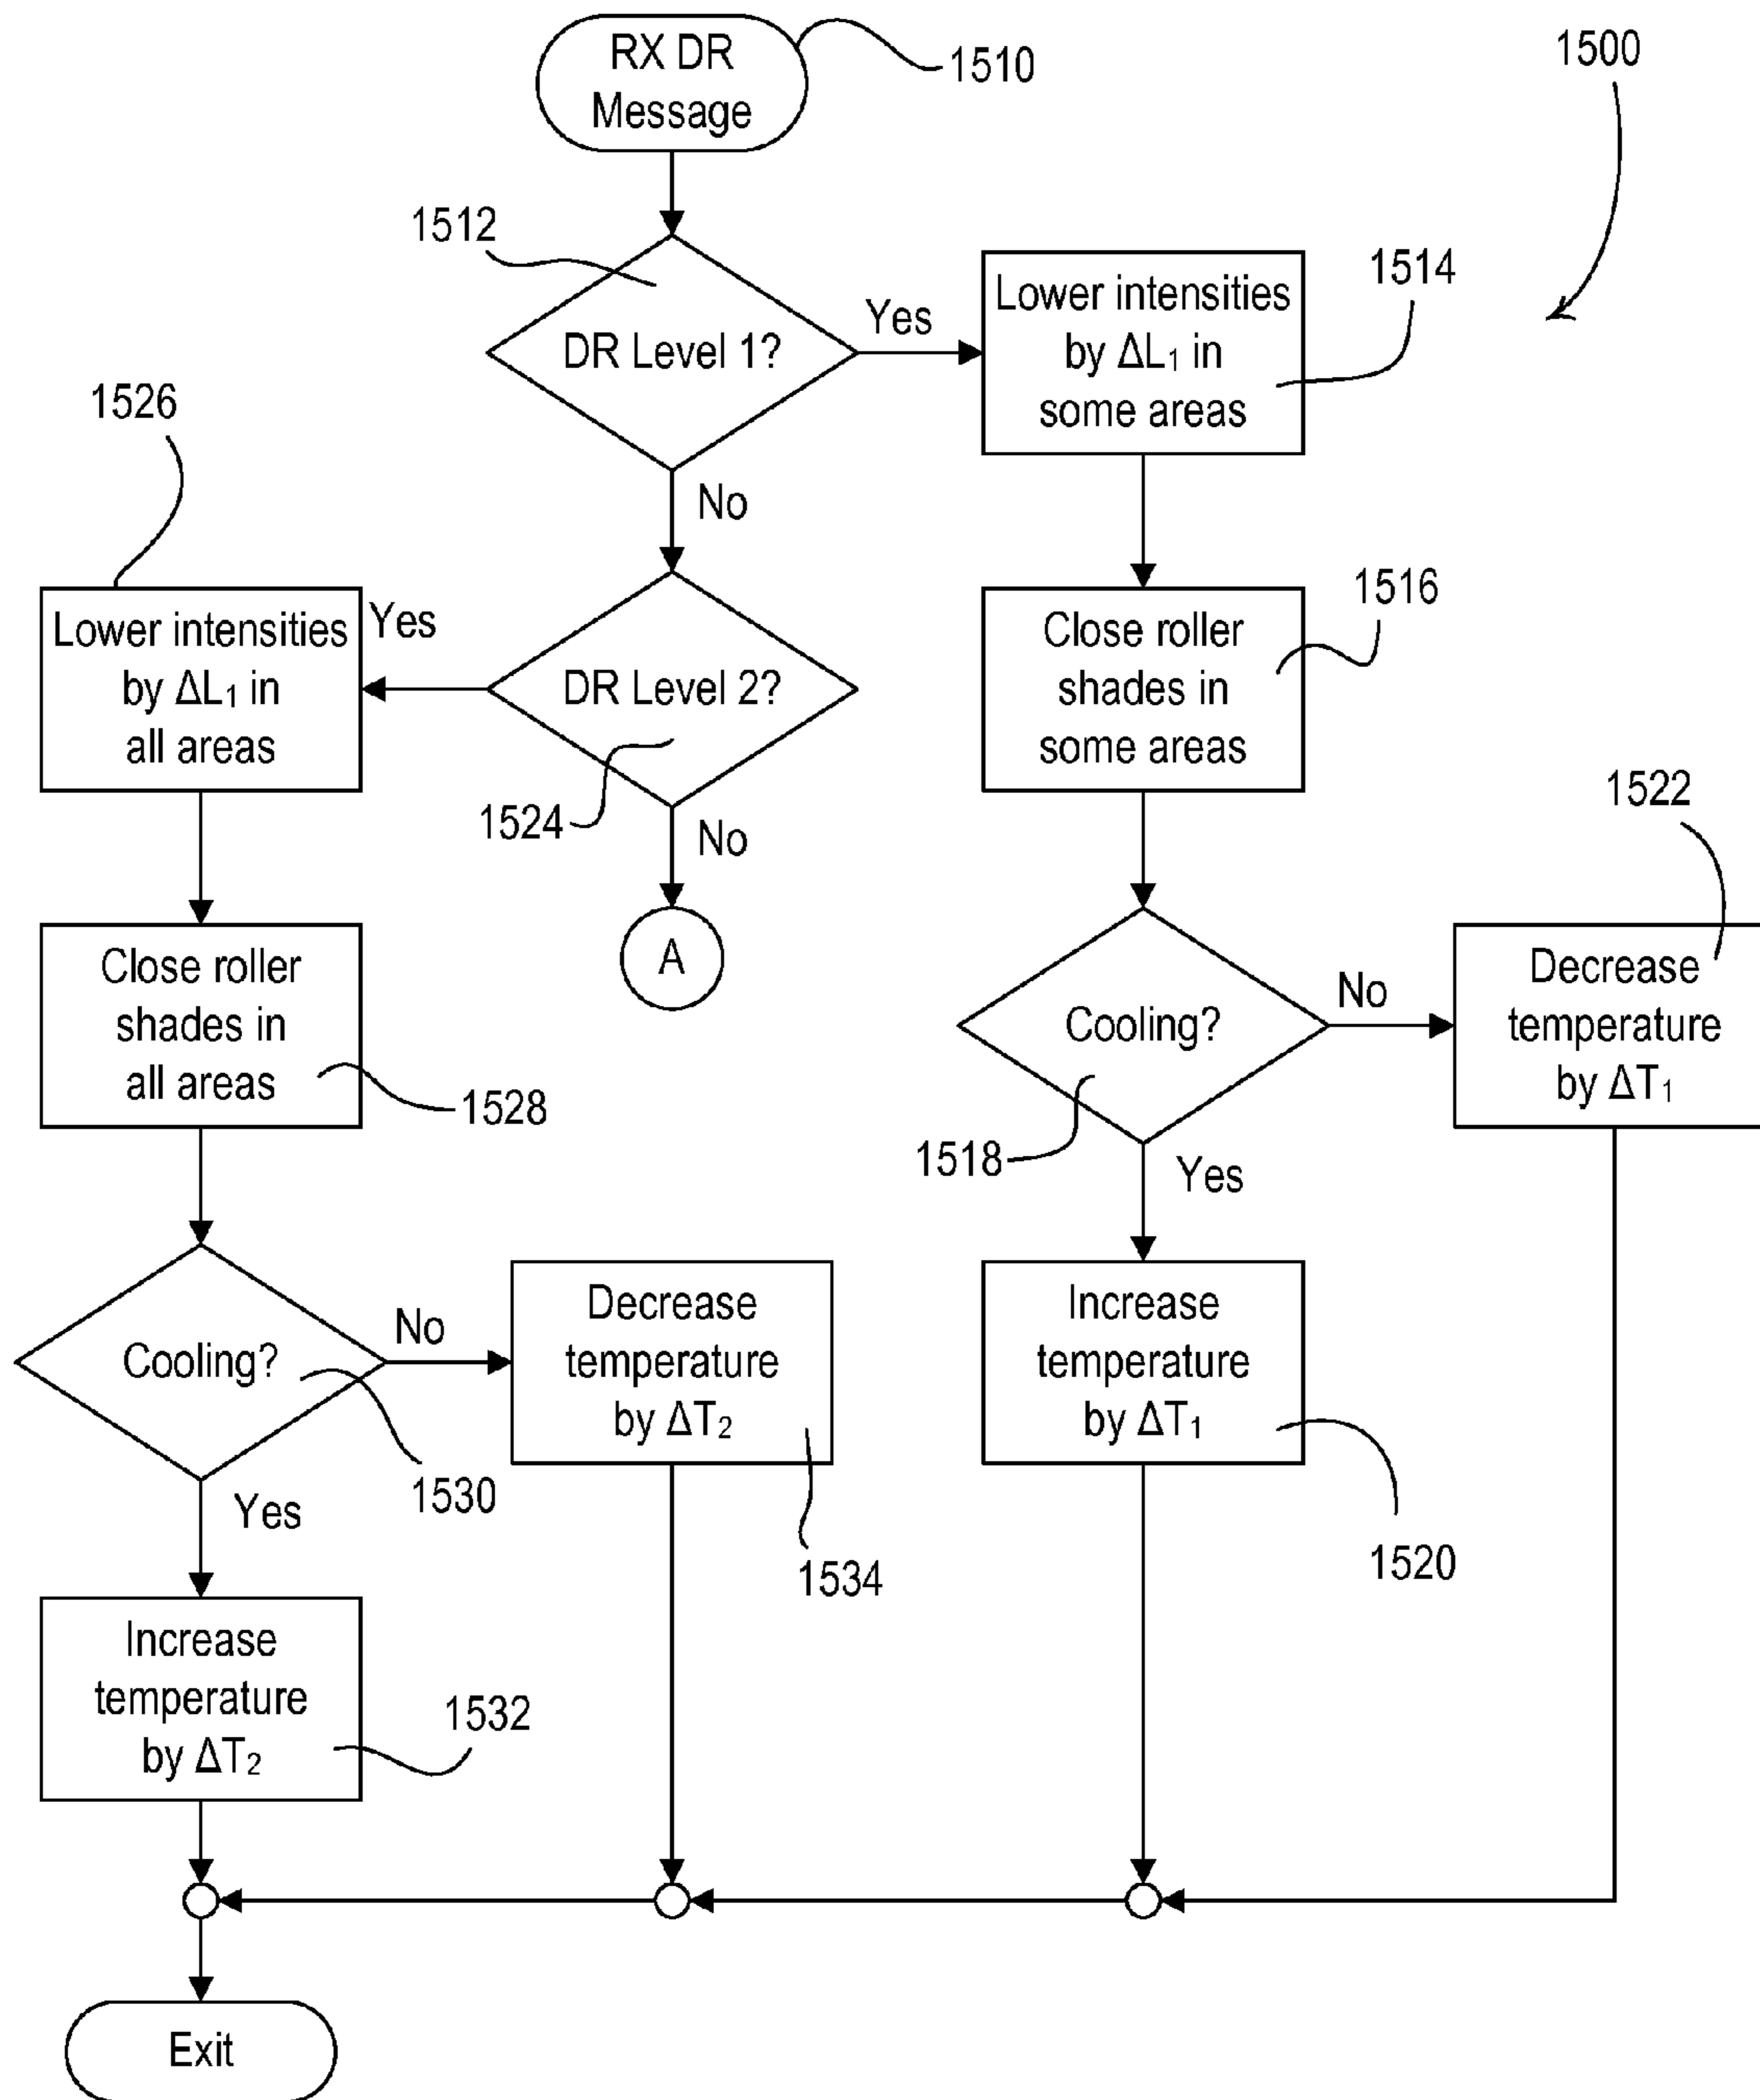 RX DR
Message
1510
1500
1512
DR Level 1?
Yes
Lower intensities
by ΔL₁ in
some areas
1514
No
1526
Lower intensities
by ΔL₁ in
all areas
Yes
DR Level 2?
1524
No
A
Close roller
shades in
some areas
1516
1522
Close roller
shades in
all areas
1528
Cooling?
1518
No
Decrease
temperature
by ΔT₁
Yes
Cooling?
1530
No
Decrease
temperature
by ΔT₂
1534
Increase
temperature
by ΔT₁
1520
Yes
Increase
temperature
by ΔT₂
1532
Exit